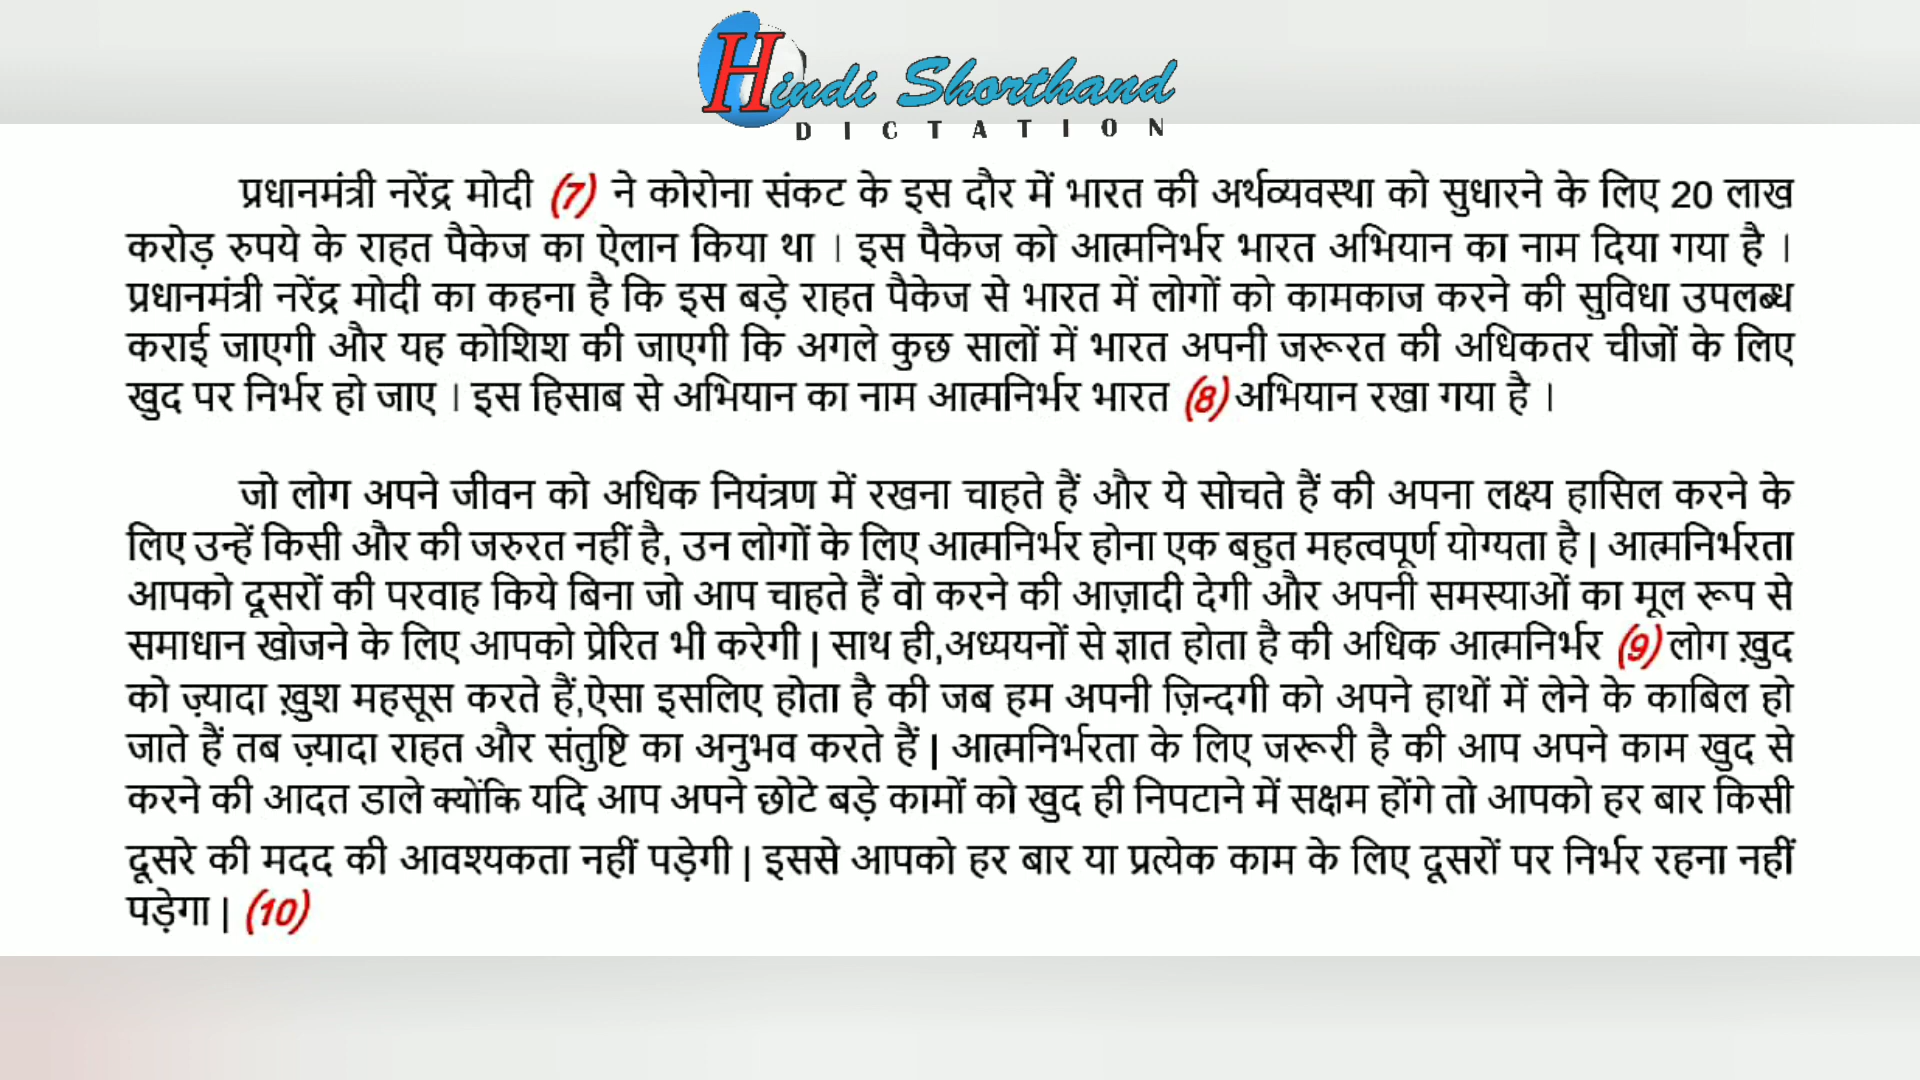 Hindi Shorthand
DICTATION
प्रधानमंत्री नरेंद्र मोदी (7) ने कोरोना संकट के इस दौर में भारत की अर्थव्यवस्था को सुधारने के लिए 20 लाख
करोड़ रुपये के राहत पैकेज का ऐलान किया था । इस पैकेज को आत्मनिर्भर भारत अभियान का नाम दिया गया है ।
प्रधानमंत्री नरेंद्र मोदी का कहना है कि इस बड़े राहत पैकेज से भारत में लोगों को कामकाज करने की सुविधा उपलब्ध
कराई जाएगी और यह कोशिश की जाएगी कि अगले कुछ सालों में भारत अपनी जरूरत की अधिकतर चीजों के लिए
खुद पर निर्भर हो जाए । इस हिसाब से अभियान का नाम आत्मनिर्भर भारत (8) अभियान रखा गया है ।
जो लोग अपने जीवन को अधिक नियंत्रण में रखना चाहते हैं और ये सोचते हैं की अपना लक्ष्य हासिल करने के
लिए उन्हें किसी और की जरुरत नहीं है, उन लोगों के लिए आत्मनिर्भर होना एक बहुत महत्वपूर्ण योग्यता है | आत्मनिर्भरता
आपको दूसरों की परवाह किये बिना जो आप चाहते हैं वो करने की आज़ादी देगी और अपनी समस्याओं का मूल रूप से
समाधान खोजने के लिए आपको प्रेरित भी करेगी | साथ ही,अध्ययनों से ज्ञात होता है की अधिक आत्मनिर्भर (9) लोग ख़ुद
को ज़्यादा ख़ुश महसूस करते हैं,ऐसा इसलिए होता है की जब हम अपनी ज़िन्दगी को अपने हाथों में लेने के काबिल हो
जाते हैं तब ज़्यादा राहत और संतुष्टि का अनुभव करते हैं | आत्मनिर्भरता के लिए जरूरी है की आप अपने काम खुद से
करने की आदत डाले क्योंकि यदि आप अपने छोटे बड़े कामों को खुद ही निपटाने में सक्षम होंगे तो आपको हर बार किसी
दूसरे की मदद की आवश्यकता नहीं पड़ेगी | इससे आपको हर बार या प्रत्येक काम के लिए दूसरों पर निर्भर रहना नहीं
पड़ेगा | (10)